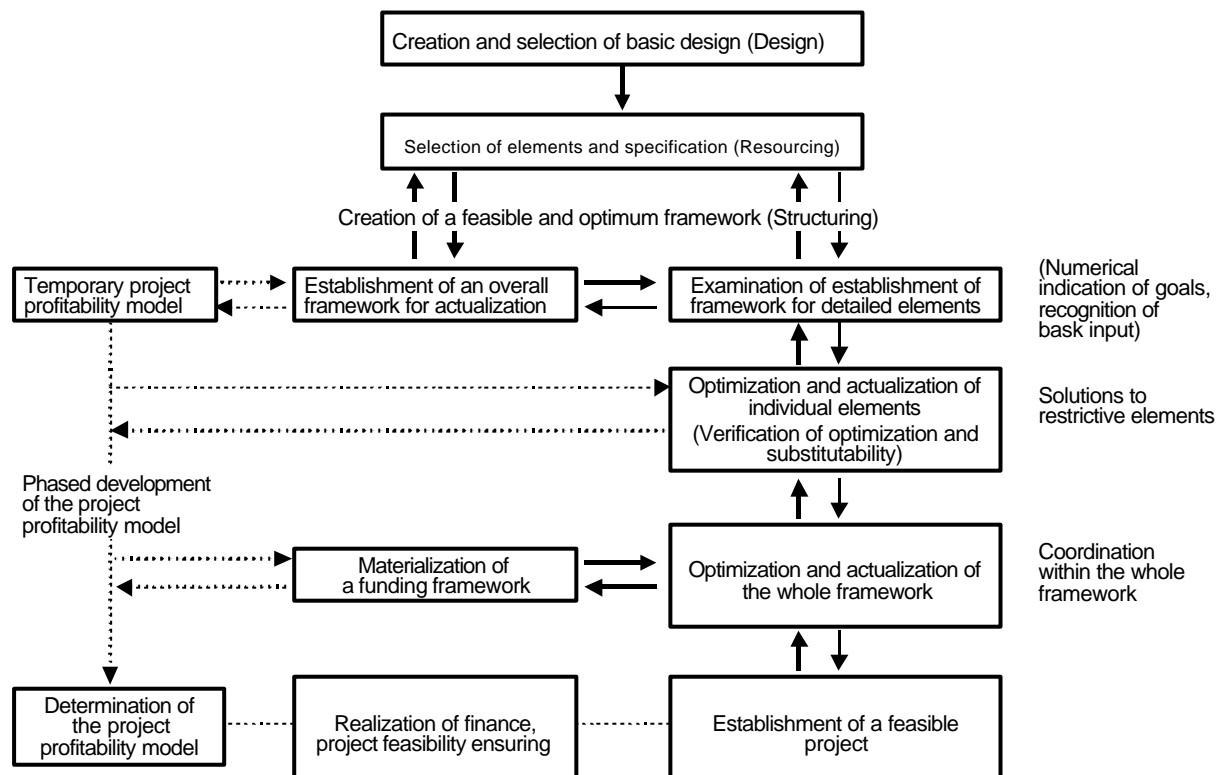 Creation and selection of basic design (Design)
Selection of elements and specification (Resourcing)
Creation of a feasible and optimum framework (Structuring)
Temporary project
profitability model
Establishment of an overall
framework for actualization
Examination of establishment of
framework for detailed elements
(Numerical
indication of goals,
recognition of
bask input)
Optimization and actualization of
individual elements
(Verification of optimization and
substitutability)
Solutions to
restrictive elements
Phased development
of the project
profitability model
Materialization of
a funding framework
Optimization and actualization of
the whole framework
Coordination
within the whole
framework
Determination of
the project
profitability model
Realization of finance,
project feasibility ensuring
Establishment of a feasible
project